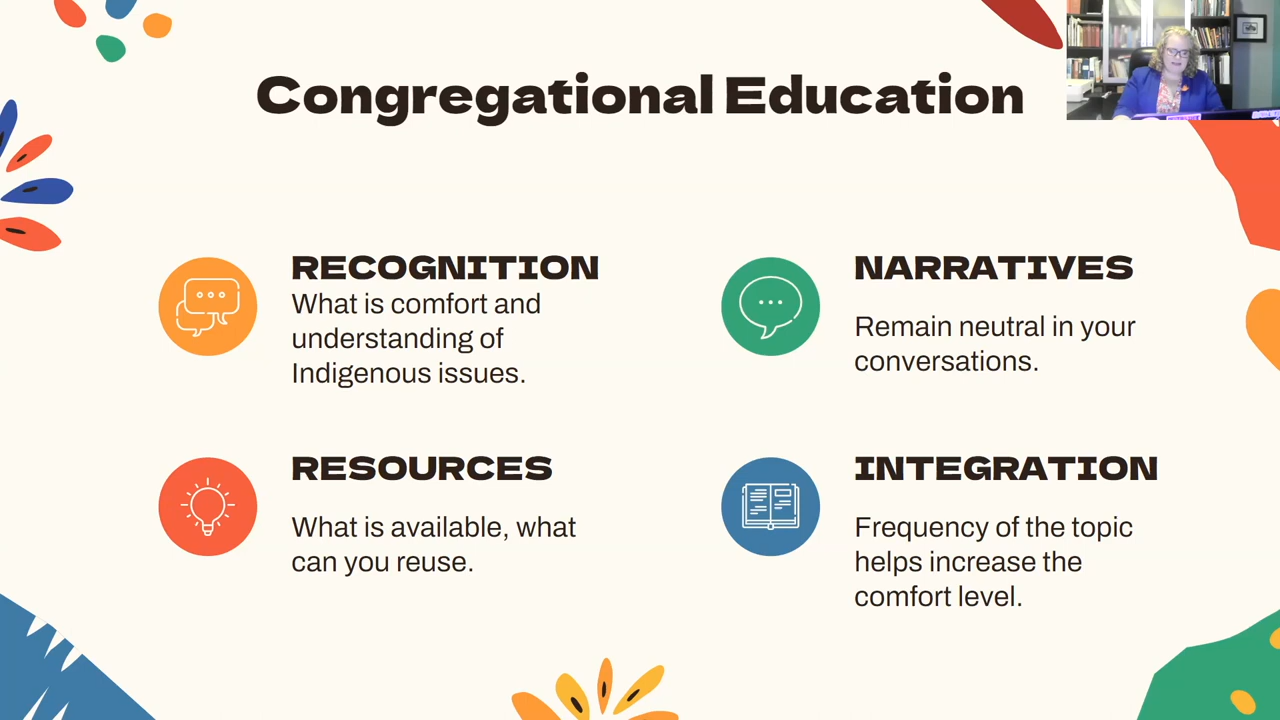 Congregational Education
RECOGNITION
What is comfort and
understanding of
Indigenous issues.
NARRATIVES
Remain neutral in your
conversations.
RESOURCES
What is available, what
can you reuse.
INTEGRATION
Frequency of the topic
helps increase the
comfort level.